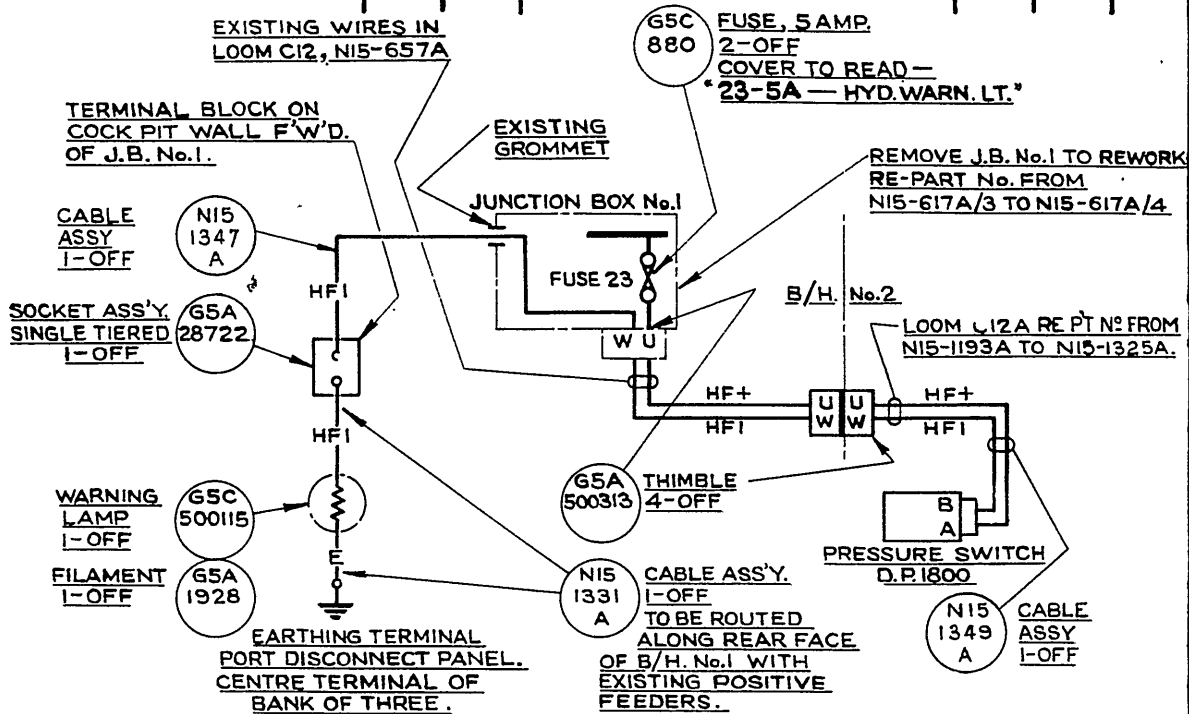 EXISTING WIRES IN
LOOM C12, N15-657A
G5C
880
FUSE, 5 AMP.
2-OFF
COVER TO READ —
"23-5A — HYD. WARN. LT."
TERMINAL BLOCK ON
COCK PIT WALL F'W'D.
OF J.B. No.1.
EXISTING
GROMMET
REMOVE J.B. No.1 TO REWORK
RE-PART No. FROM
N15-617A/3 TO N15-617A/4
CABLE
ASSY
1-OFF
N15
1347
A
JUNCTION BOX No.1
FUSE 23
HF1
B/H. No.2
SOCKET ASS'Y.
SINGLE TIERED
1-OFF
G5A
28722
W U
LOOM C12A RE P'T No FROM
N15-1193A TO N15-1325A.
HF+
HF1
U U
W W
HF+
HF1
HF1
WARNING
LAMP
1-OFF
G5C
500115
G5A
500313
THIMBLE
4-OFF
B
A
PRESSURE SWITCH
D.P. 1800
FILAMENT
1-OFF
G5A
1928
E
N15
1331
A
CABLE ASS'Y.
1-OFF
TO BE ROUTED
ALONG REAR FACE
OF B/H. No.1 WITH
EXISTING POSITIVE
FEEDERS.
N15
1349
A
CABLE
ASSY
1-OFF
EARTHING TERMINAL
PORT DISCONNECT PANEL.
CENTRE TERMINAL OF
BANK OF THREE.